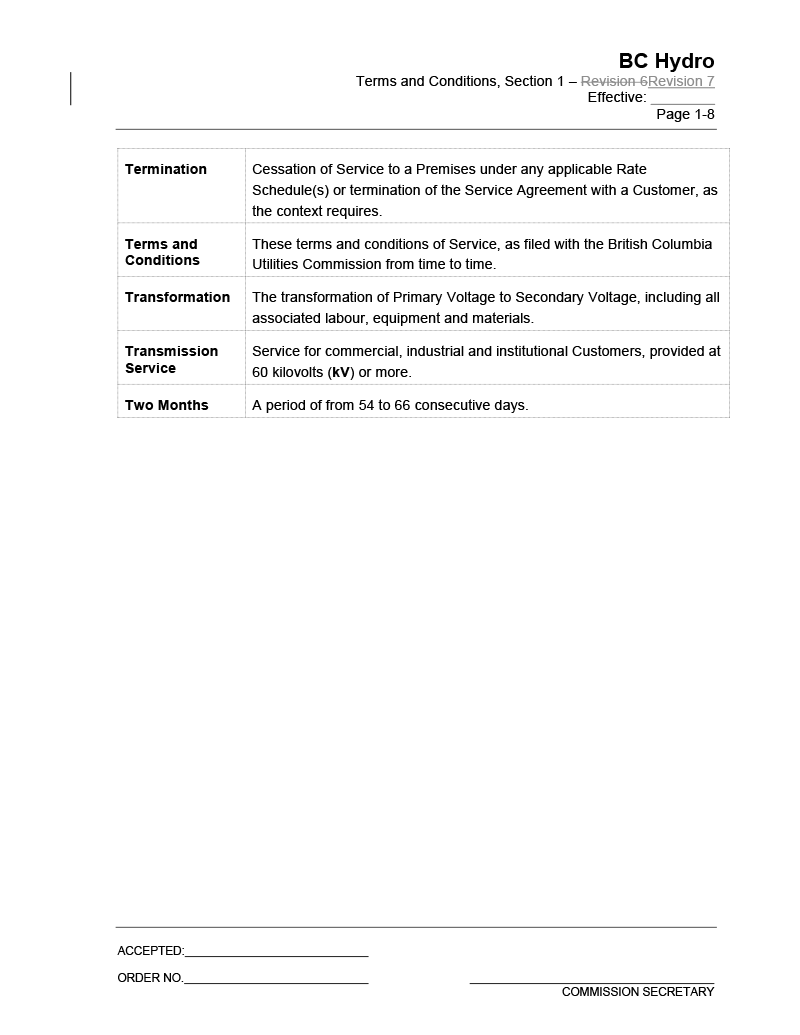 BC Hydro
Terms and Conditions, Section 1 – Revision 6Revision 7
Effective: ________
Page 1-8
Termination
Cessation of Service to a Premises under any applicable Rate
Schedule(s) or termination of the Service Agreement with a Customer, as
the context requires.
Terms and
Conditions
These terms and conditions of Service, as filed with the British Columbia
Utilities Commission from time to time.
Transformation
The transformation of Primary Voltage to Secondary Voltage, including all
associated labour, equipment and materials.
Transmission
Service
Service for commercial, industrial and institutional Customers, provided at
60 kilovolts (kV) or more.
Two Months
A period of from 54 to 66 consecutive days.
ACCEPTED:
ORDER NO.
COMMISSION SECRETARY